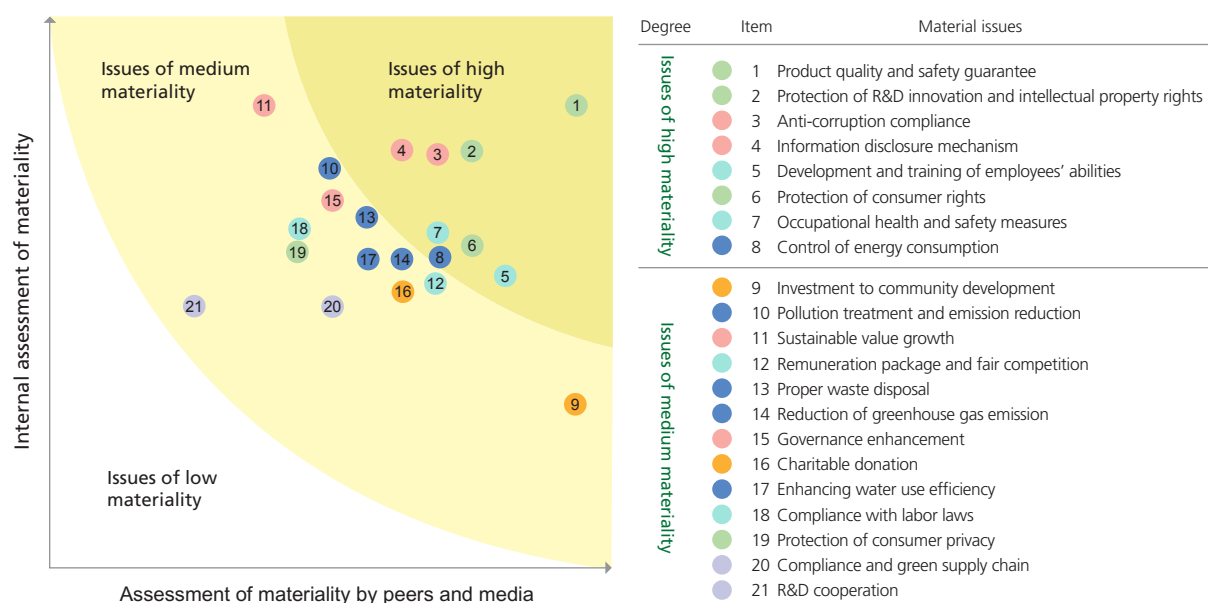 Internal assessment of materiality
Issues of medium
materiality
Issues of high
materiality
11
1
4
3
2
10
15
13
18
7
19
6
17
14
8
5
12
16
21
20
9
Issues of low
materiality
Assessment of materiality by peers and media
Degree Item Material issues
Issues of high materiality
1 Product quality and safety guarantee
2 Protection of R&D innovation and intellectual property rights
3 Anti-corruption compliance
4 Information disclosure mechanism
5 Development and training of employees’ abilities
6 Protection of consumer rights
7 Occupational health and safety measures
8 Control of energy consumption
Issues of medium materiality
9 Investment to community development
10 Pollution treatment and emission reduction
11 Sustainable value growth
12 Remuneration package and fair competition
13 Proper waste disposal
14 Reduction of greenhouse gas emission
15 Governance enhancement
16 Charitable donation
17 Enhancing water use efficiency
18 Compliance with labor laws
19 Protection of consumer privacy
20 Compliance and green supply chain
21 R&D cooperation